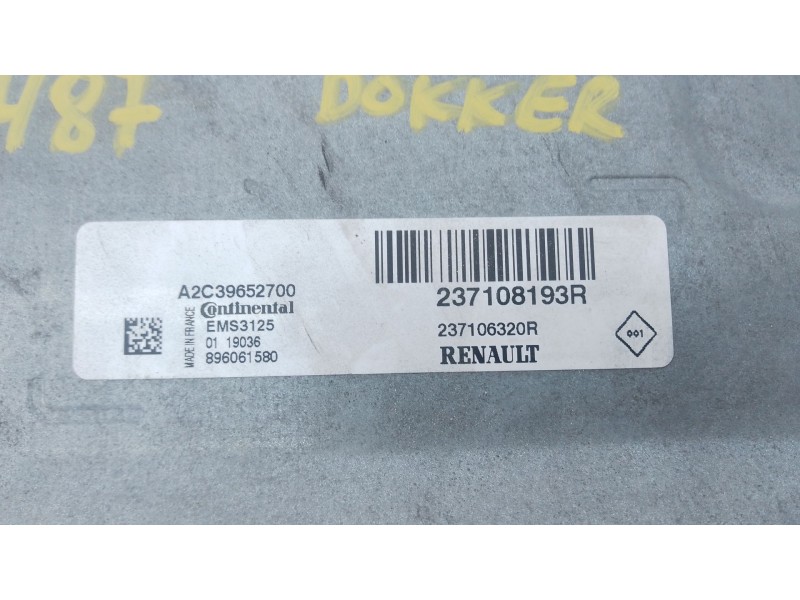 487 DOKKER
A2C39652700
Continental
EMS3125
01 19036
896061580
MADE IN FRANCE
237108193R
237106320R
RENAULT
001